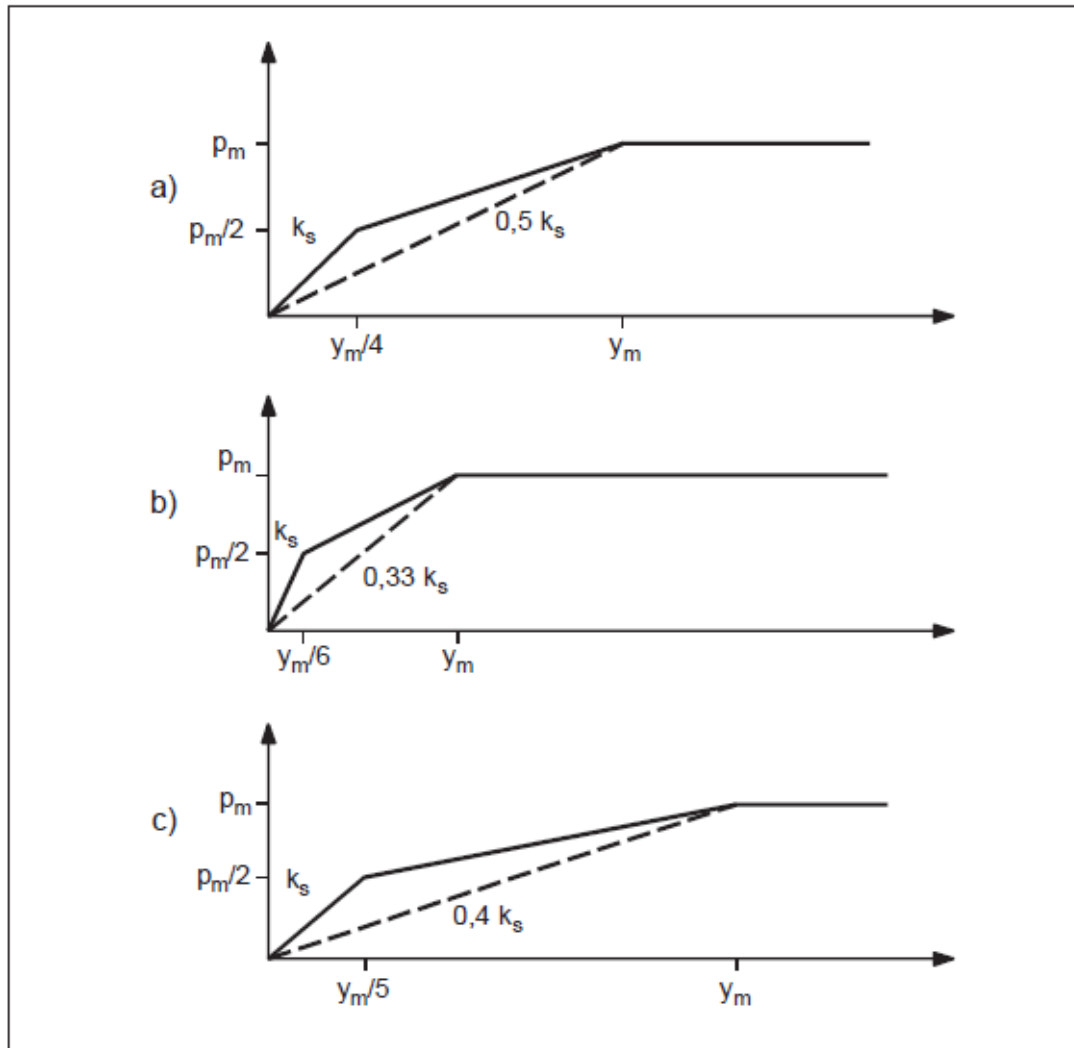 a)
p_m
p_m/2
k_s
0,5 k_s
y_m/4
y_m
b)
p_m
p_m/2
k_s
0,33 k_s
y_m/6
y_m
c)
p_m
p_m/2
k_s
0,4 k_s
y_m/5
y_m